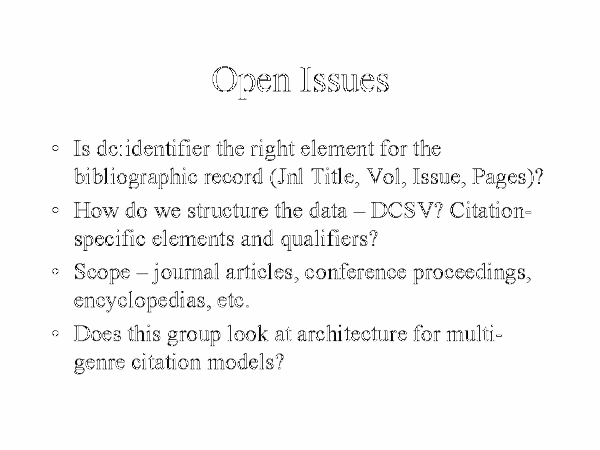 Open Issues
◦ Is dc:identifier the right element for the
bibliographic record (Jnl Title, Vol, Issue, Pages)?
◦ How do we structure the data – DCSV? Citation-
specific elements and qualifiers?
◦ Scope – journal articles, conference proceedings,
encyclopedias, etc.
◦ Does this group look at architecture for multi-
genre citation models?